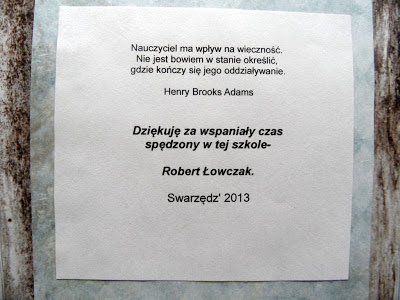 Nauczyciel ma wpływ na wieczność.
Nie jest bowiem w stanie określić,
gdzie kończy się jego oddziaływanie.
Henry Brooks Adams
Dziękuję za wspaniały czas
spędzony w tej szkole-
Robert Łowczak.
Swarzędz' 2013